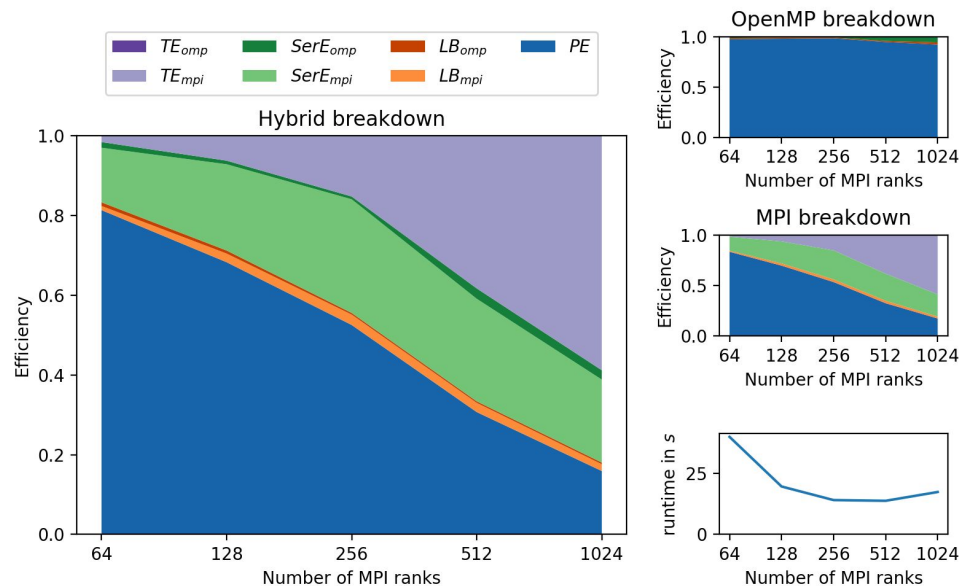 TE_omp SerE_omp LB_omp PE
TE_mpi SerE_mpi LB_mpi
Hybrid breakdown
1.0
0.8
0.6
0.4
0.2
0.0
Efficiency
64 128 256 512 1024
Number of MPI ranks
OpenMP breakdown
1.0
0.5
0.0
Efficiency
64 128 256 512 1024
Number of MPI ranks
MPI breakdown
1.0
0.5
0.0
Efficiency
64 128 256 512 1024
Number of MPI ranks
25
0
runtime in s
64 128 256 512 1024
Number of MPI ranks